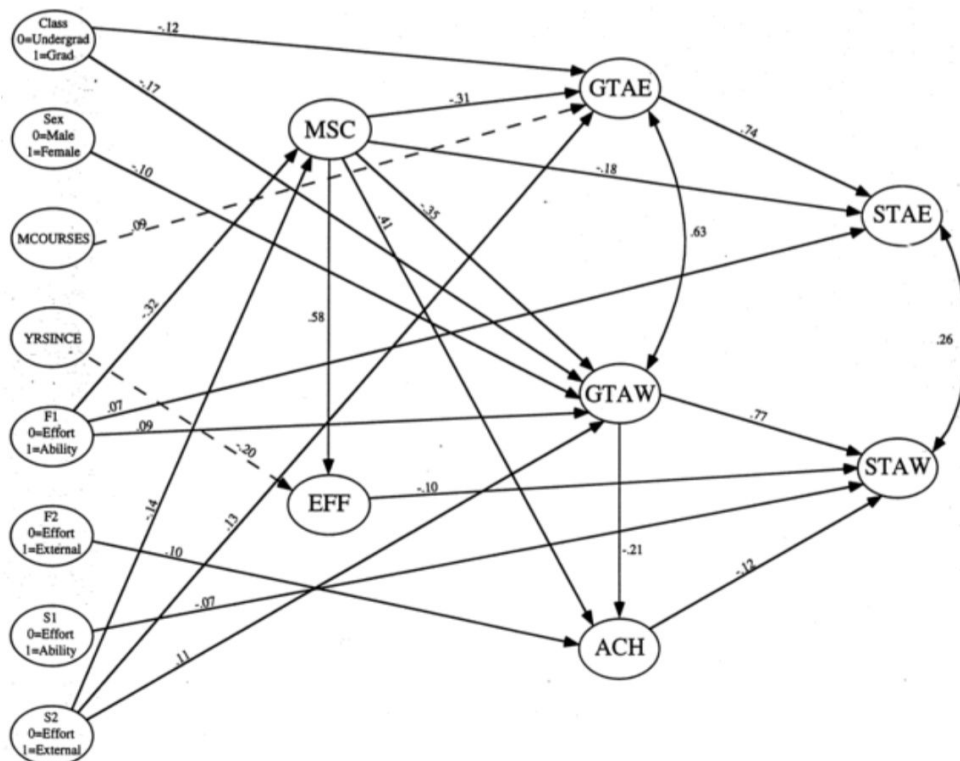 Class
0=Undergrad
1=Grad
-.12
-.17
GTAE
-.31
MSC
Sex
0=Male
1=Female
-.10
.74
-.18
STAE
MCOURSES
.09
-.35
.41
.63
YRSINCE
-.32
.58
.26
GTAW
F1
0=Effort
1=Ability
.07
.09
-.20
.77
STAW
EFF
-.10
F2
0=Effort
1=External
-.14
.13
.10
-.21
-.12
S1
0=Effort
1=Ability
-.07
ACH
.11
S2
0=Effort
1=External